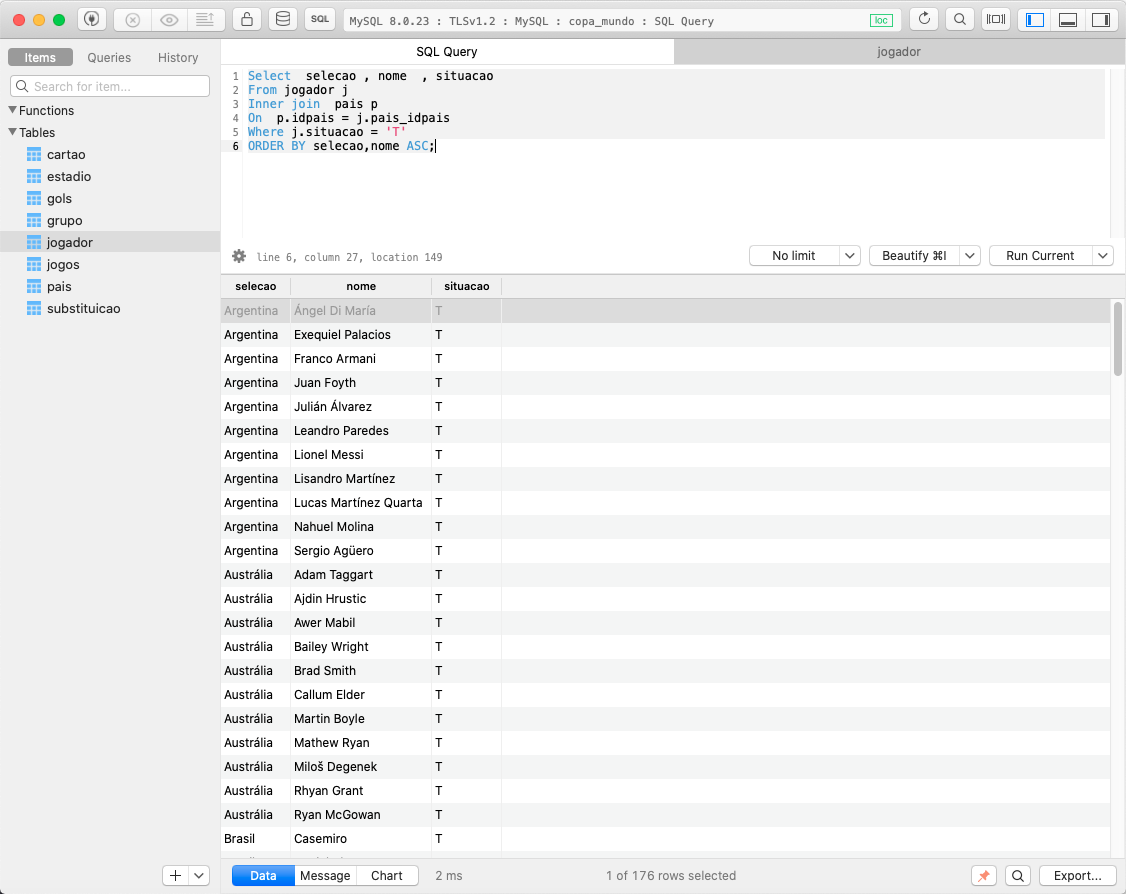 SQL
MySQL 8.0.23 : TLSv1.2 : MySQL : copa_mundo : SQL Query
loc
Items
Queries
History
Search for item...
Functions
Tables
cartao
estadio
gols
grupo
jogador
jogos
pais
substituicao
SQL Query
jogador
1 Select  selecao , nome  , situacao
2 From jogador j
3 Inner join  pais p
4 On  p.idpais = j.pais_idpais
5 Where j.situacao = 'T'
6 ORDER BY selecao,nome ASC;
line 6, column 27, location 149
No limit
Beautify ⌘I
Run Current
selecao nome situacao
Argentina Ángel Di María T
Argentina Exequiel Palacios T
Argentina Franco Armani T
Argentina Juan Foyth T
Argentina Julián Álvarez T
Argentina Leandro Paredes T
Argentina Lionel Messi T
Argentina Lisandro Martínez T
Argentina Lucas Martínez Quarta T
Argentina Nahuel Molina T
Argentina Sergio Agüero T
Austrália Adam Taggart T
Austrália Ajdin Hrustic T
Austrália Awer Mabil T
Austrália Bailey Wright T
Austrália Brad Smith T
Austrália Callum Elder T
Austrália Martin Boyle T
Austrália Mathew Ryan T
Austrália Miloš Degenek T
Austrália Rhyan Grant T
Austrália Ryan McGowan T
Brasil Casemiro T
Data
Message
Chart
2 ms
1 of 176 rows selected
Export...